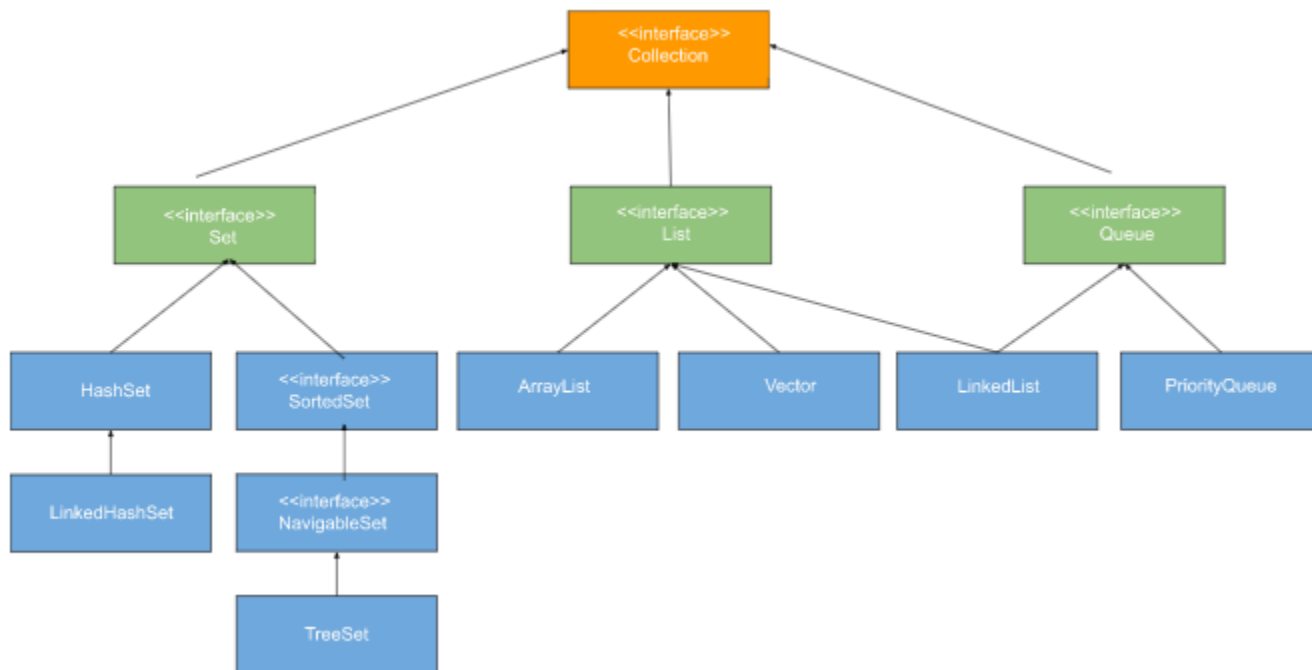 <<interface>>
Collection
<<interface>>
Set
<<interface>>
List
<<interface>>
Queue
HashSet
<<interface>>
SortedSet
ArrayList
Vector
LinkedList
PriorityQueue
LinkedHashSet
<<interface>>
NavigableSet
TreeSet